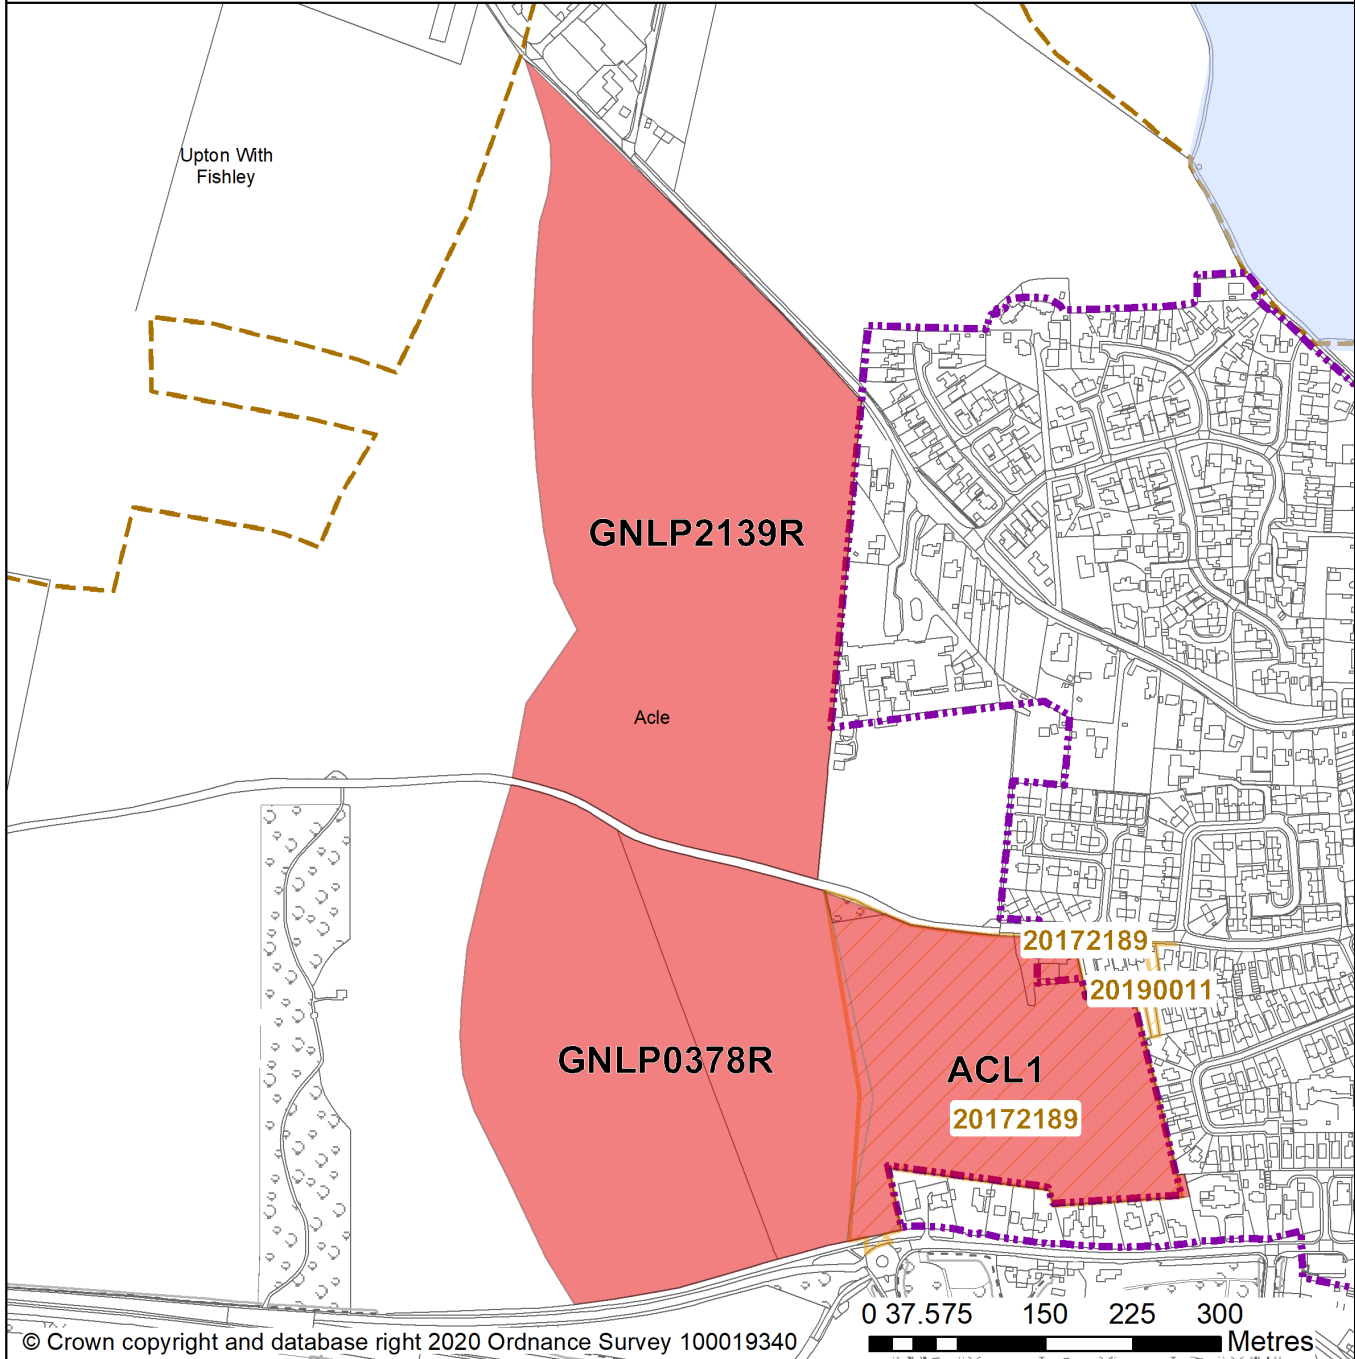 Upton With
Fishley
GNLP2139R
Acle
20172189
20190011
GNLP0378R
ACL1
20172189
0 37.575 150 225 300
Metres
© Crown copyright and database right 2020 Ordnance Survey 100019340